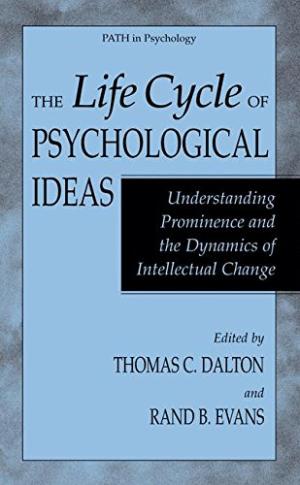 PATH in Psychology
THE Life Cycle OF
PSYCHOLOGICAL
IDEAS
Understanding
Prominence and
the Dynamics of
Intellectual Change
Edited by
THOMAS C. DALTON
and
RAND B. EVANS